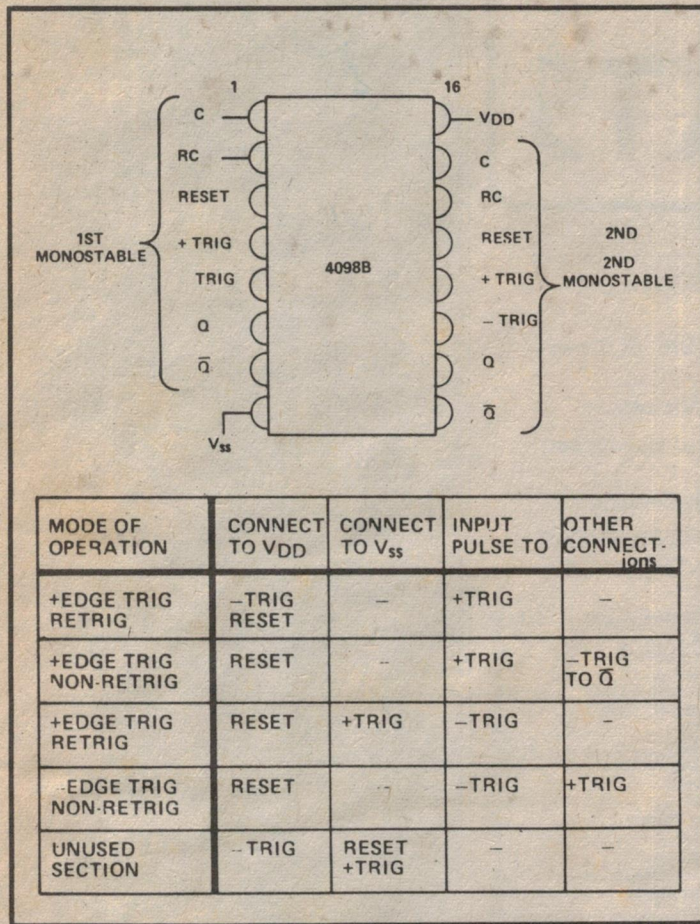 1
16
C
VDD
RC
C
RESET
RC
+ TRIG
RESET
1ST
MONOSTABLE
2ND
2ND
MONOSTABLE
4098B
TRIG
+ TRIG
Q
– TRIG
Q̅
Q
Vss
Q̅
MODE OF
OPERATION
CONNECT
TO VDD
CONNECT
TO Vss
INPUT
PULSE TO
OTHER
CONNECT-
ions
+EDGE TRIG
RETRIG
–TRIG
RESET
–
+TRIG
–
+EDGE TRIG
NON-RETRIG
RESET
–
+TRIG
–TRIG
TO Q̅
+EDGE TRIG
RETRIG
RESET
+TRIG
–TRIG
–
-EDGE TRIG
NON-RETRIG
RESET
–
–TRIG
+TRIG
UNUSED
SECTION
–TRIG
RESET
+TRIG
–
–